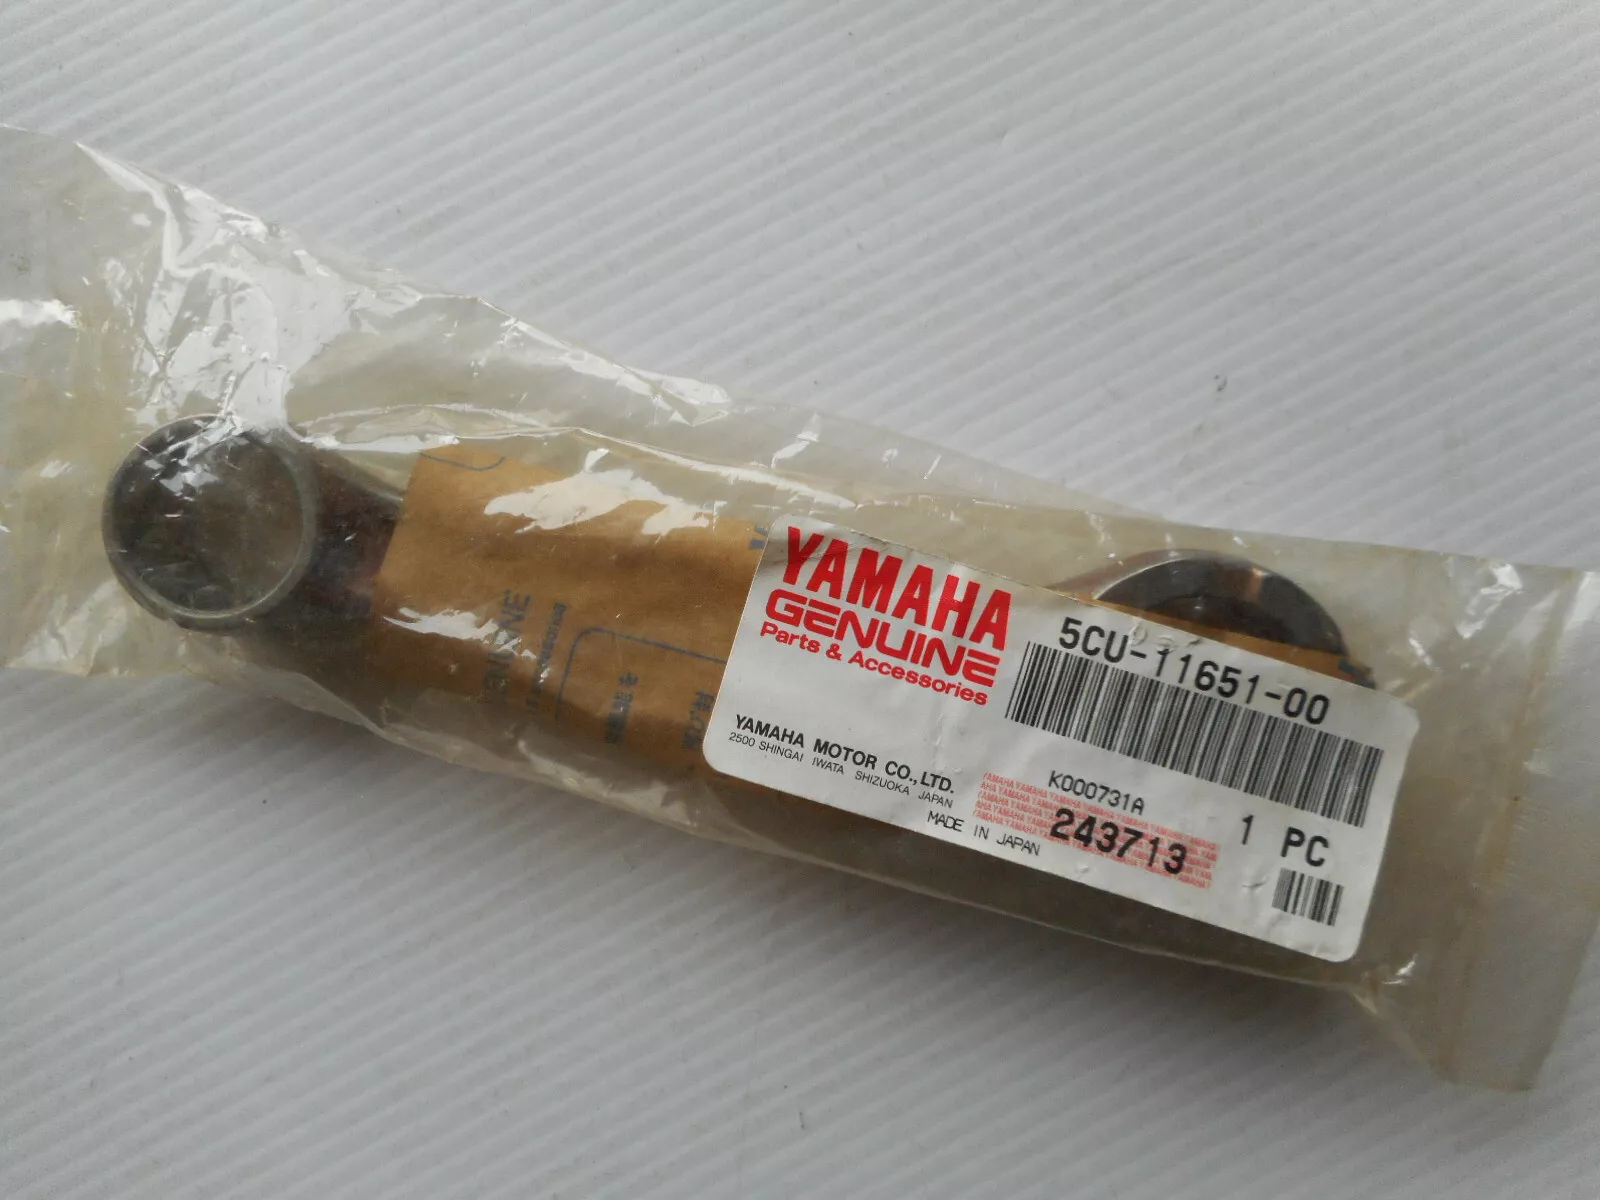 YAMAHA
GENUINE
Parts & Accessories
5CU-11651-00
YAMAHA MOTOR CO., LTD.
2500 SHINGAI IWATA SHIZUOKA JAPAN
MADE IN JAPAN
K000731A
243713
1 PC